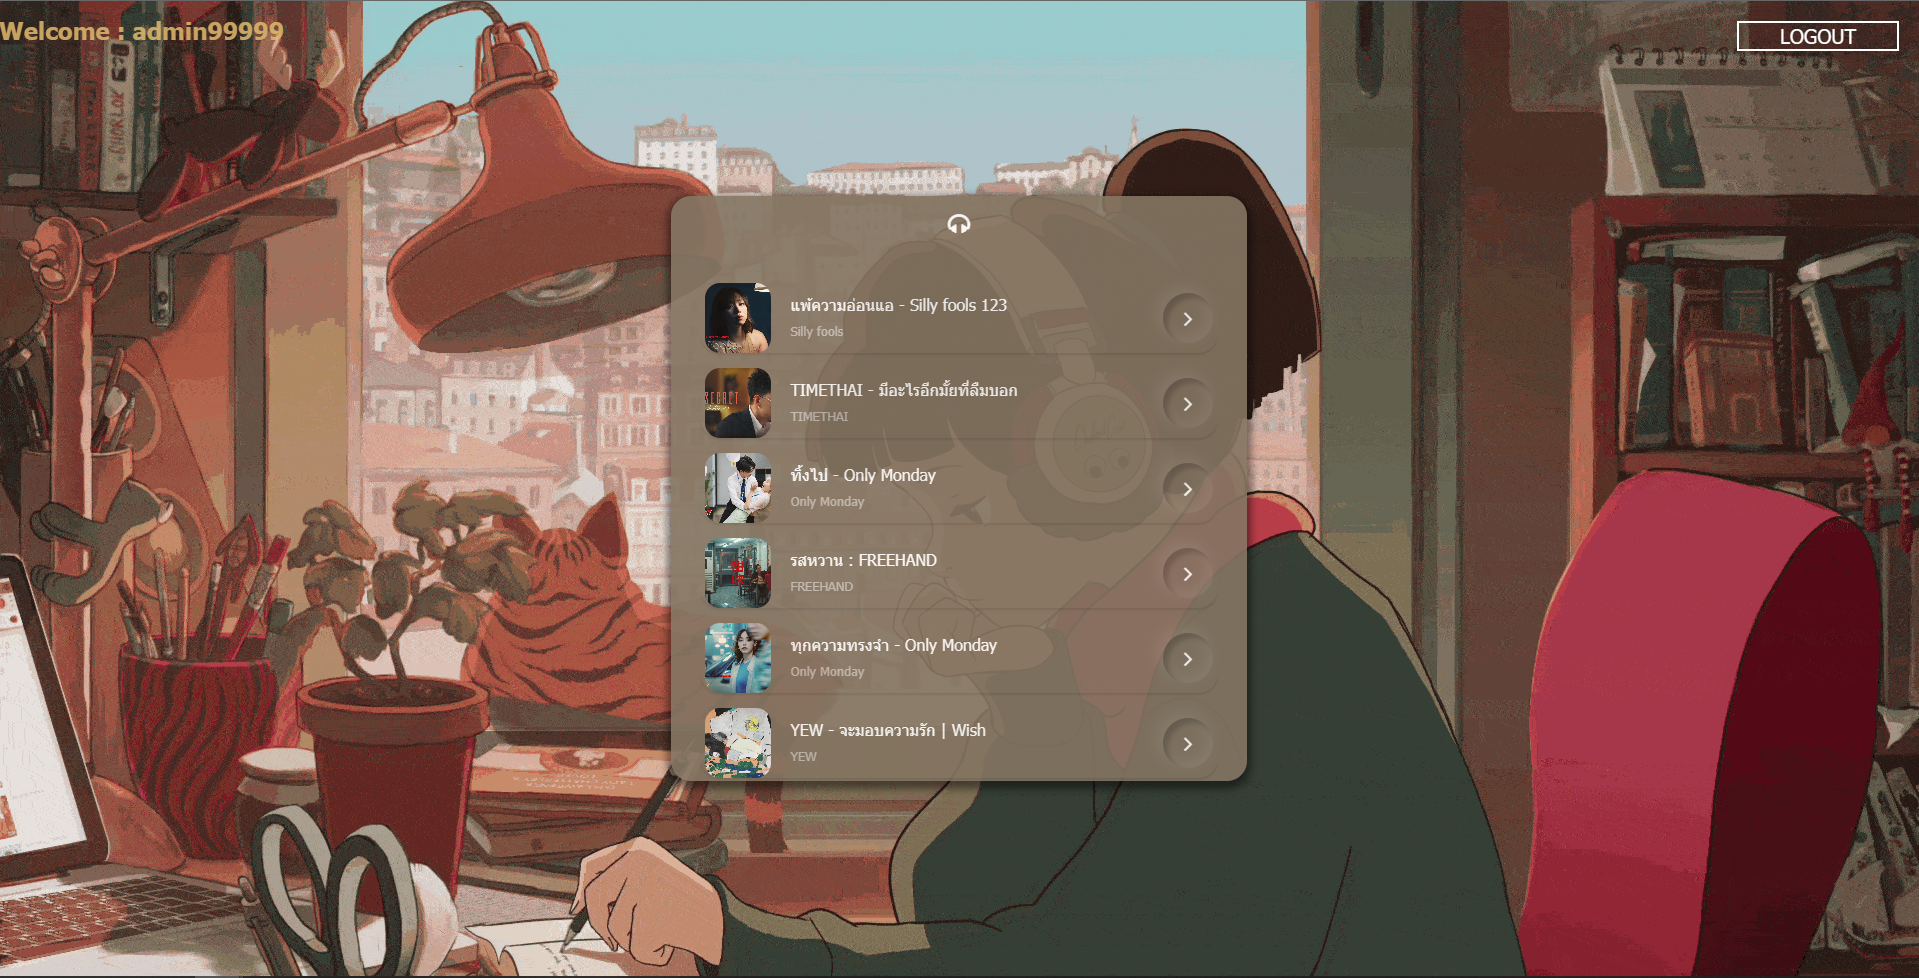 Welcome : admin99999
LOGOUT
แพ้ความอ่อนแอ - Silly fools 123
Silly fools
TIMETHAI - มีอะไรอีกมั้ยที่ลืมบอก
TIMETHAI
SECRET
ทิ้งไป - Only Monday
Only Monday
รสหวาน : FREEHAND
FREEHAND
ทุกความทรงจำ - Only Monday
Only Monday
YEW - จะมอบความรัก | Wish
YEW